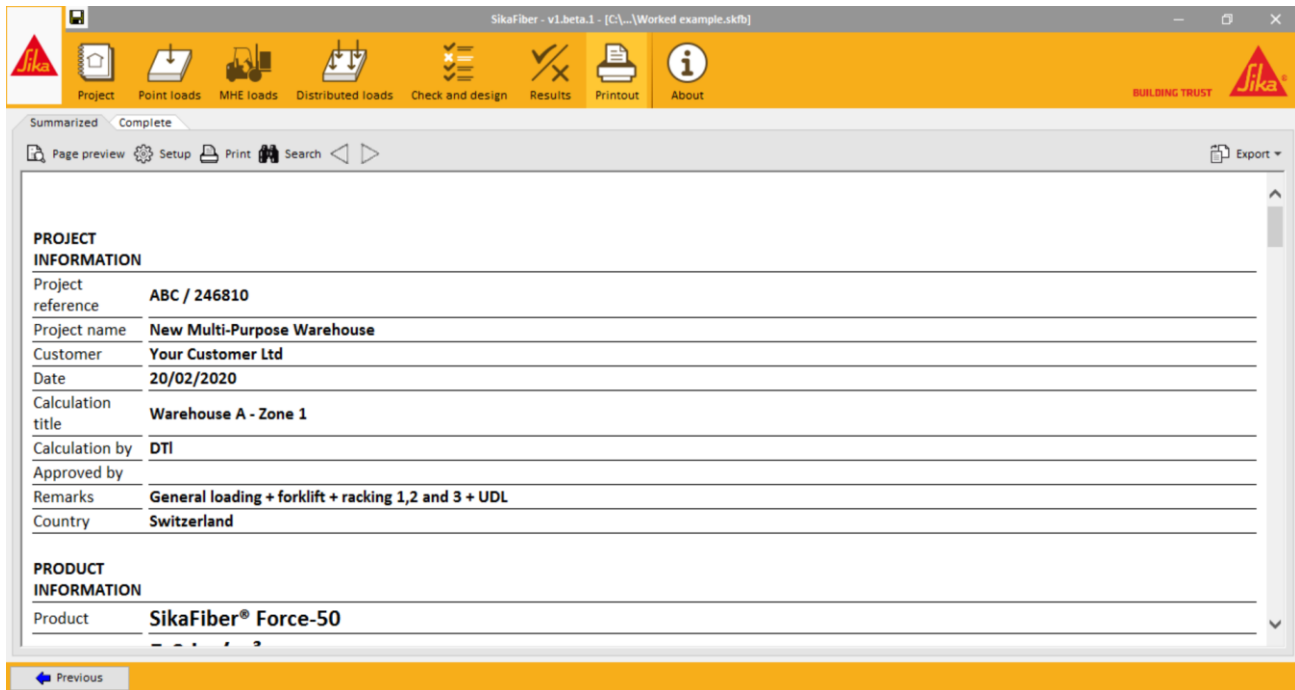 SikaFiber - v1.beta.1 - [C:\...\Worked example.skfb]
Sika
Project Point loads MHE loads Distributed loads Check and design Results Printout About
BUILDING TRUST
Sika®
Summarized Complete
Page preview Setup Print Search Export
PROJECT
INFORMATION
Project
reference
ABC / 246810
Project name New Multi-Purpose Warehouse
Customer Your Customer Ltd
Date 20/02/2020
Calculation
title
Warehouse A - Zone 1
Calculation by DTl
Approved by
Remarks General loading + forklift + racking 1,2 and 3 + UDL
Country Switzerland
PRODUCT
INFORMATION
Product SikaFiber® Force-50
Previous